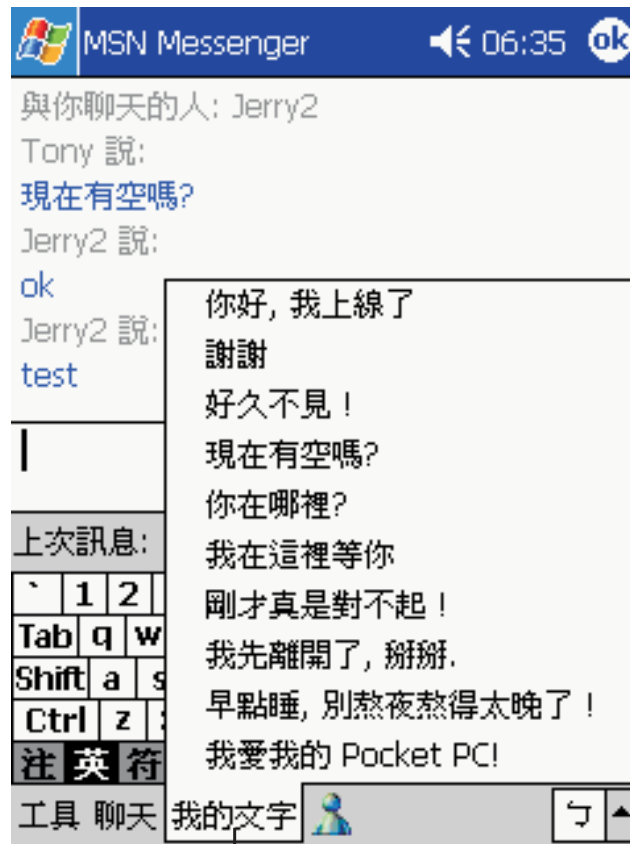 MSN Messenger 06:35 ok
與你聊天的人: Jerry2
Tony 說:
現在有空嗎?
Jerry2 說:
ok
Jerry2 說:
test
你好, 我上線了
謝謝
好久不見！
現在有空嗎?
你在哪裡?
我在這裡等你
剛才真是對不起！
我先離開了, 掰掰.
早點睡, 別熬夜熬得太晚了！
我愛我的 Pocket PC!
上次訊息:
` 1 2
Tab q w
Shift a s
Ctrl z
注 英 符
工具 聊天 我的文字 ㄅ